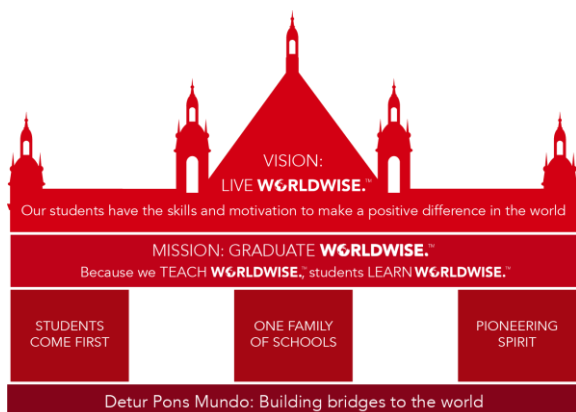 VISION:
LIVE WORLDWISE.™
Our students have the skills and motivation to make a positive difference in the world
MISSION: GRADUATE WORLDWISE.™
Because we TEACH WORLDWISE.,™ students LEARN WORLDWISE.™
STUDENTS
COME FIRST
ONE FAMILY
OF SCHOOLS
PIONEERING
SPIRIT
Detur Pons Mundo: Building bridges to the world